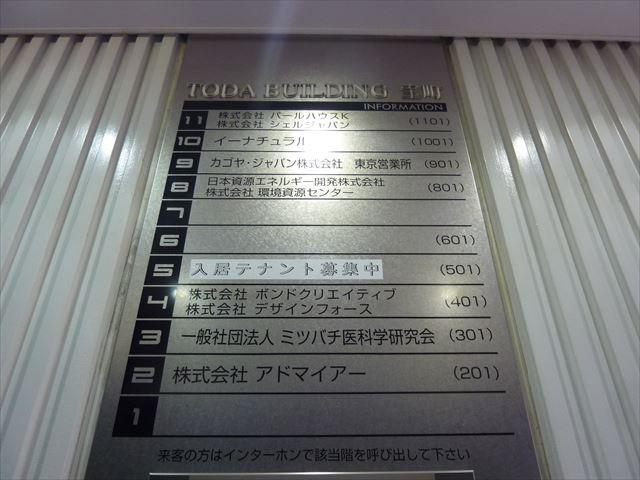 TODA BUILDING 室町
INFORMATION
11 株式会社 パールハウスK
株式会社 シェルジャパン (1101)
10 イーナチュラル (1001)
9 カゴヤ・ジャパン株式会社 東京営業所 (901)
8 日本資源エネルギー開発株式会社
株式会社 環境資源センター (801)
7
6 (601)
5 入居テナント募集中 (501)
4 株式会社 ボンドクリエイティブ
株式会社 デザインフォース (401)
3 一般社団法人 ミツバチ医科学研究会 (301)
2 株式会社 アドマイアー (201)
1
来客の方はインターホンで該当階を呼び出して下さい